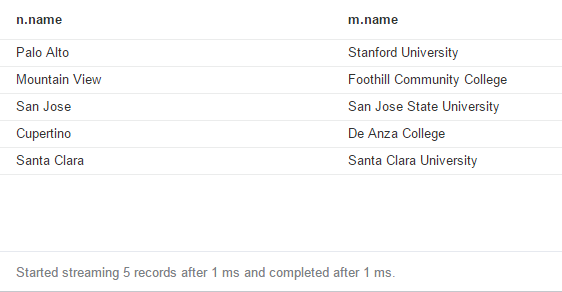 n.name m.name
Palo Alto Stanford University
Mountain View Foothill Community College
San Jose San Jose State University
Cupertino De Anza College
Santa Clara Santa Clara University
Started streaming 5 records after 1 ms and completed after 1 ms.